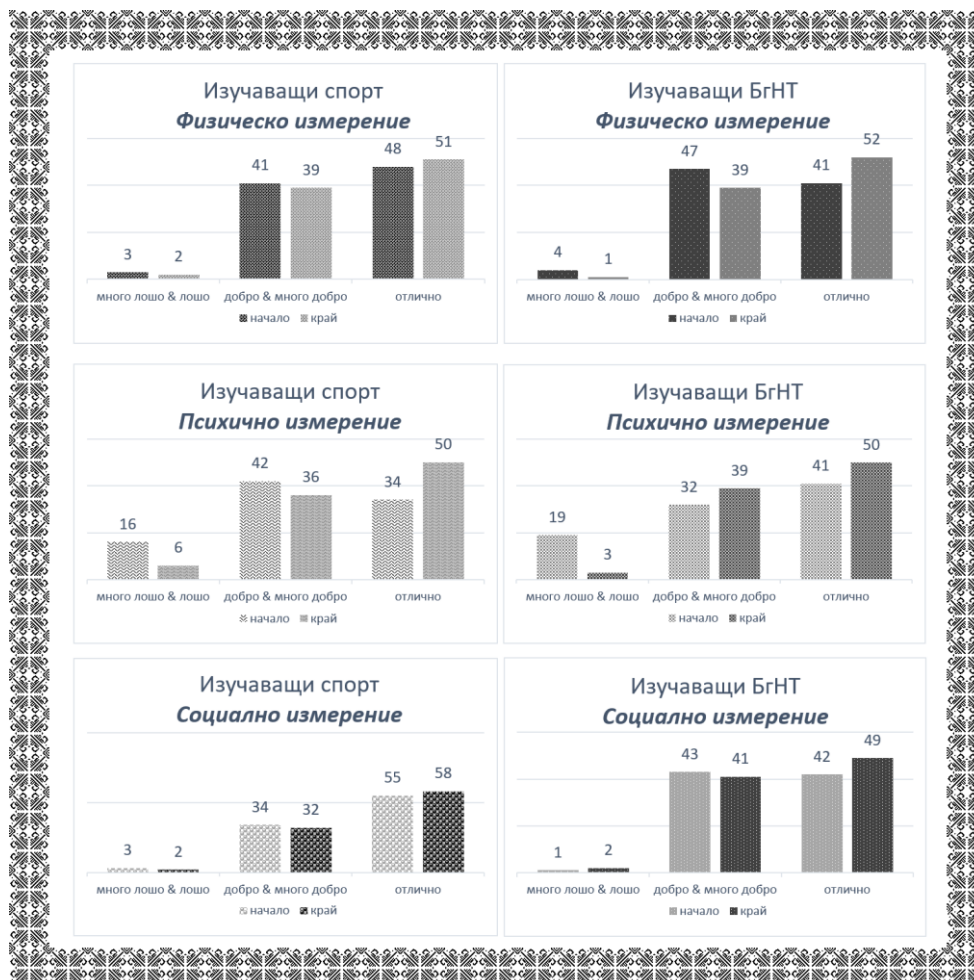 Изучаващи спорт
Физическо измерение
3 2 41 39 48 51
много лошо & лошо добро & много добро отлично
начало край
Изучаващи БгНТ
Физическо измерение
4 1 47 39 41 52
много лошо & лошо добро & много добро отлично
начало край
Изучаващи спорт
Психично измерение
16 6 42 36 34 50
много лошо & лошо добро & много добро отлично
начало край
Изучаващи БгНТ
Психично измерение
19 3 32 39 41 50
много лошо & лошо добро & много добро отлично
начало край
Изучаващи спорт
Социално измерение
3 2 34 32 55 58
много лошо & лошо добро & много добро отлично
начало край
Изучаващи БгНТ
Социално измерение
1 2 43 41 42 49
много лошо & лошо добро & много добро отлично
начало край